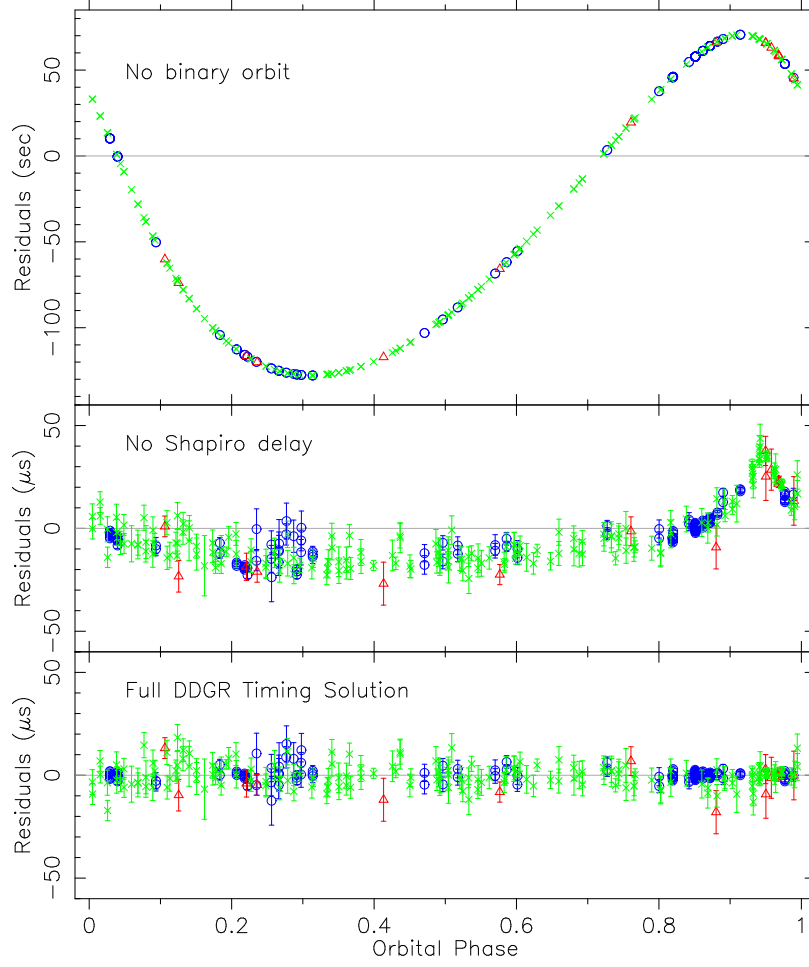 No binary orbit
Residuals (sec)
50
0
−50
−100
No Shapiro delay
Residuals (μs)
50
0
−50
Full DDGR Timing Solution
Residuals (μs)
50
0
−50
0 0.2 0.4 0.6 0.8 1
Orbital Phase